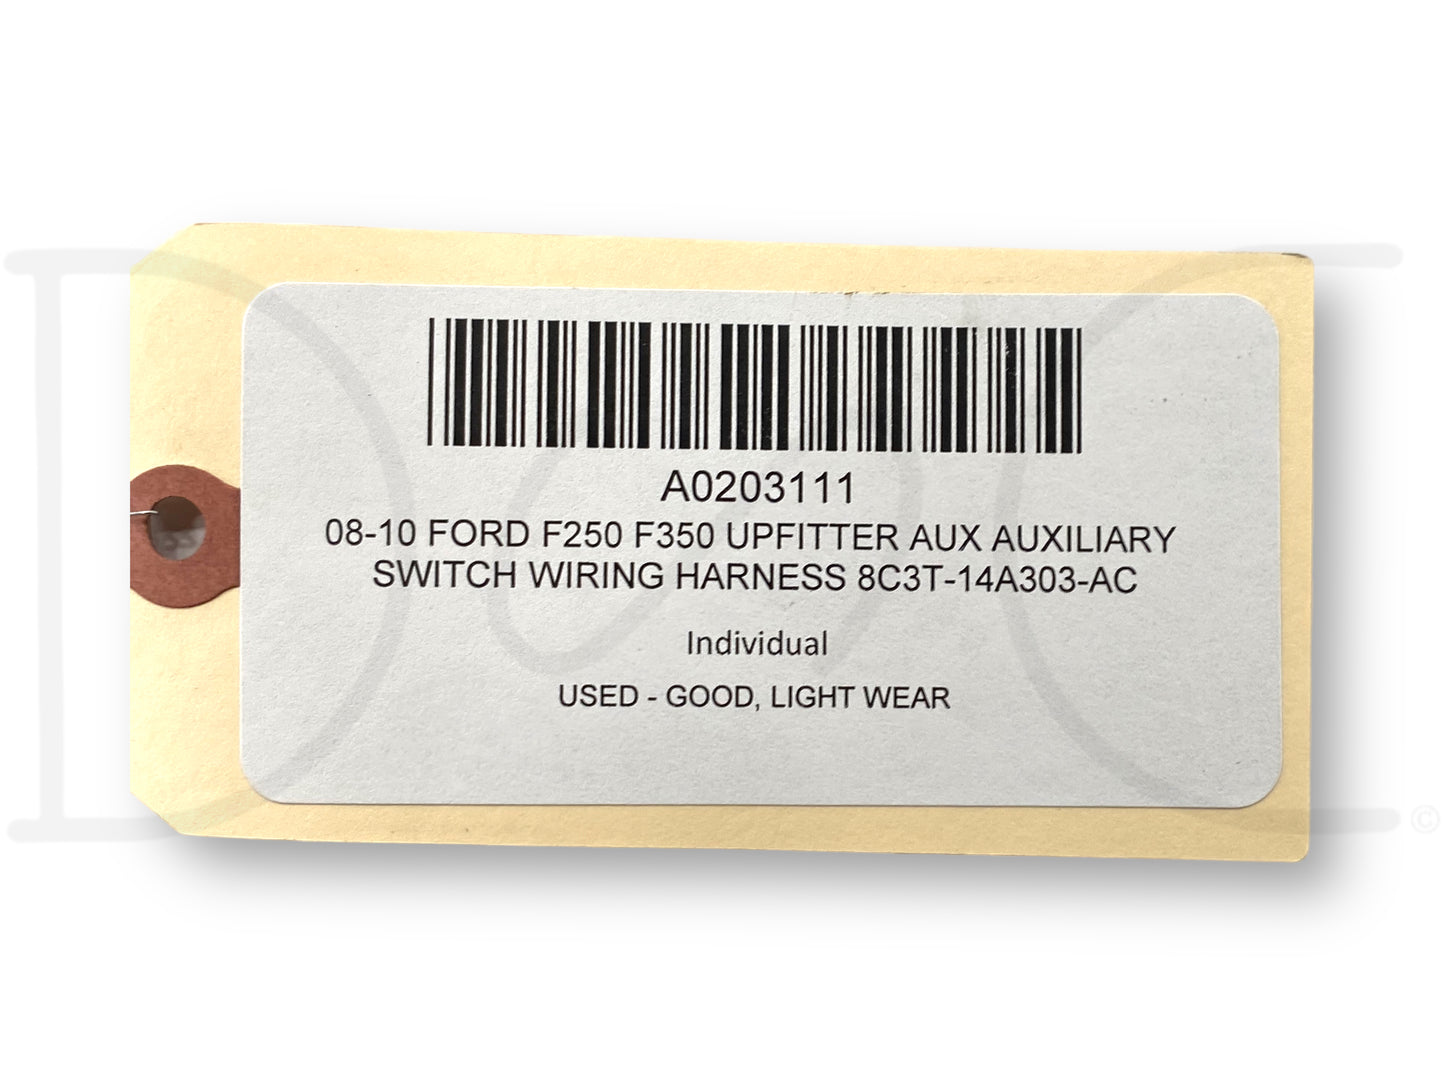 A0203111
08-10 FORD F250 F350 UPFITTER AUX AUXILIARY
SWITCH WIRING HARNESS 8C3T-14A303-AC
Individual
USED - GOOD, LIGHT WEAR
©